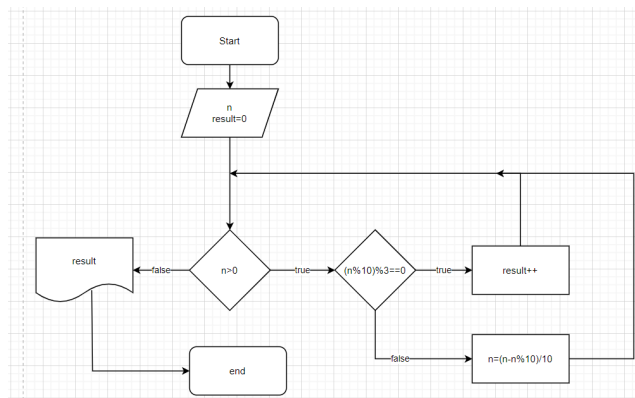 Start
n
result=0
result
false
n>0
true
(n%10)%3==0
true
result++
false
n=(n-n%10)/10
end